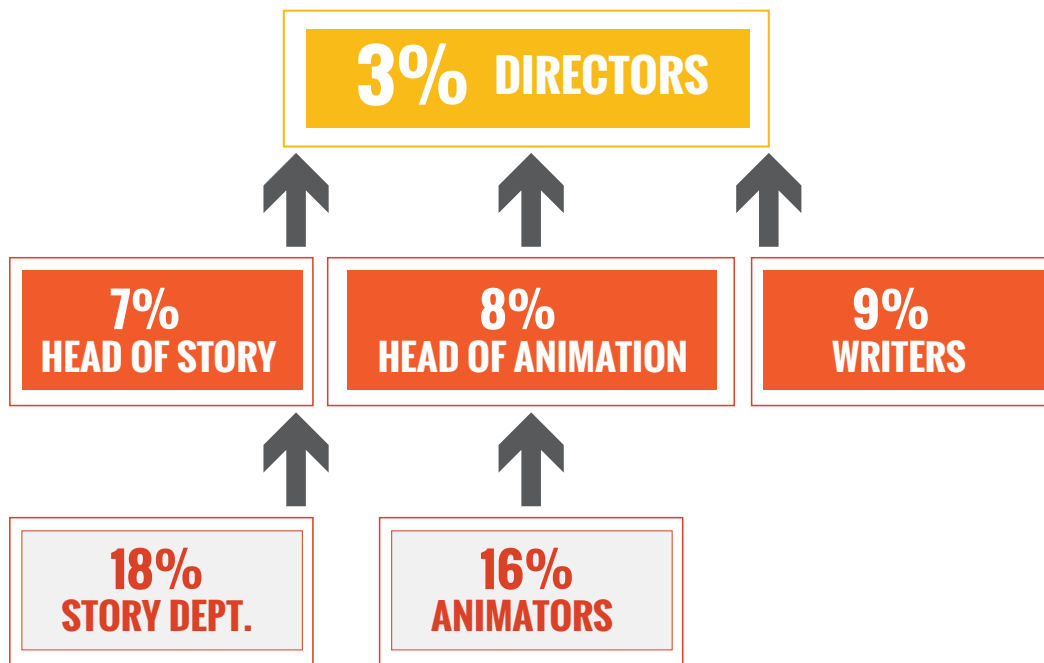 3% DIRECTORS
7%
HEAD OF STORY
8%
HEAD OF ANIMATION
9%
WRITERS
18%
STORY DEPT.
16%
ANIMATORS